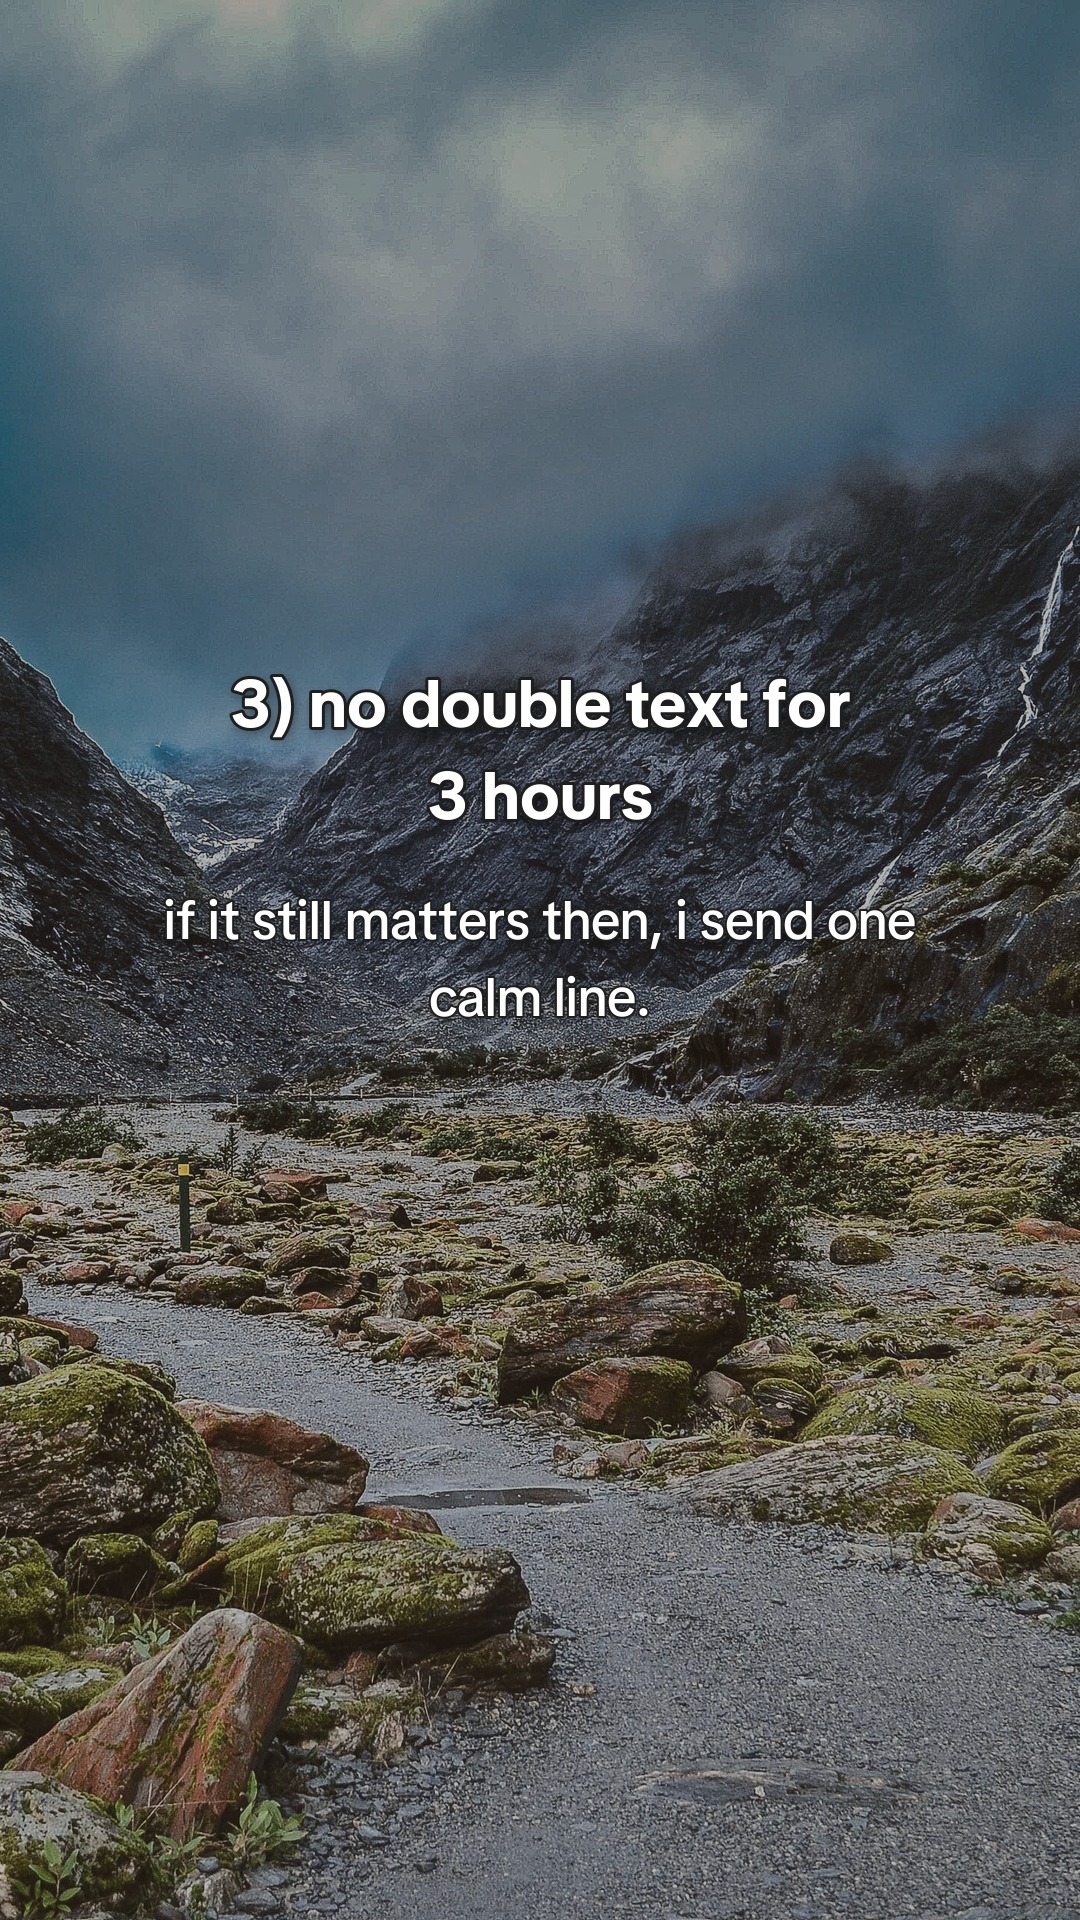 3) no double text for
3 hours
if it still matters then, i send one
calm line.